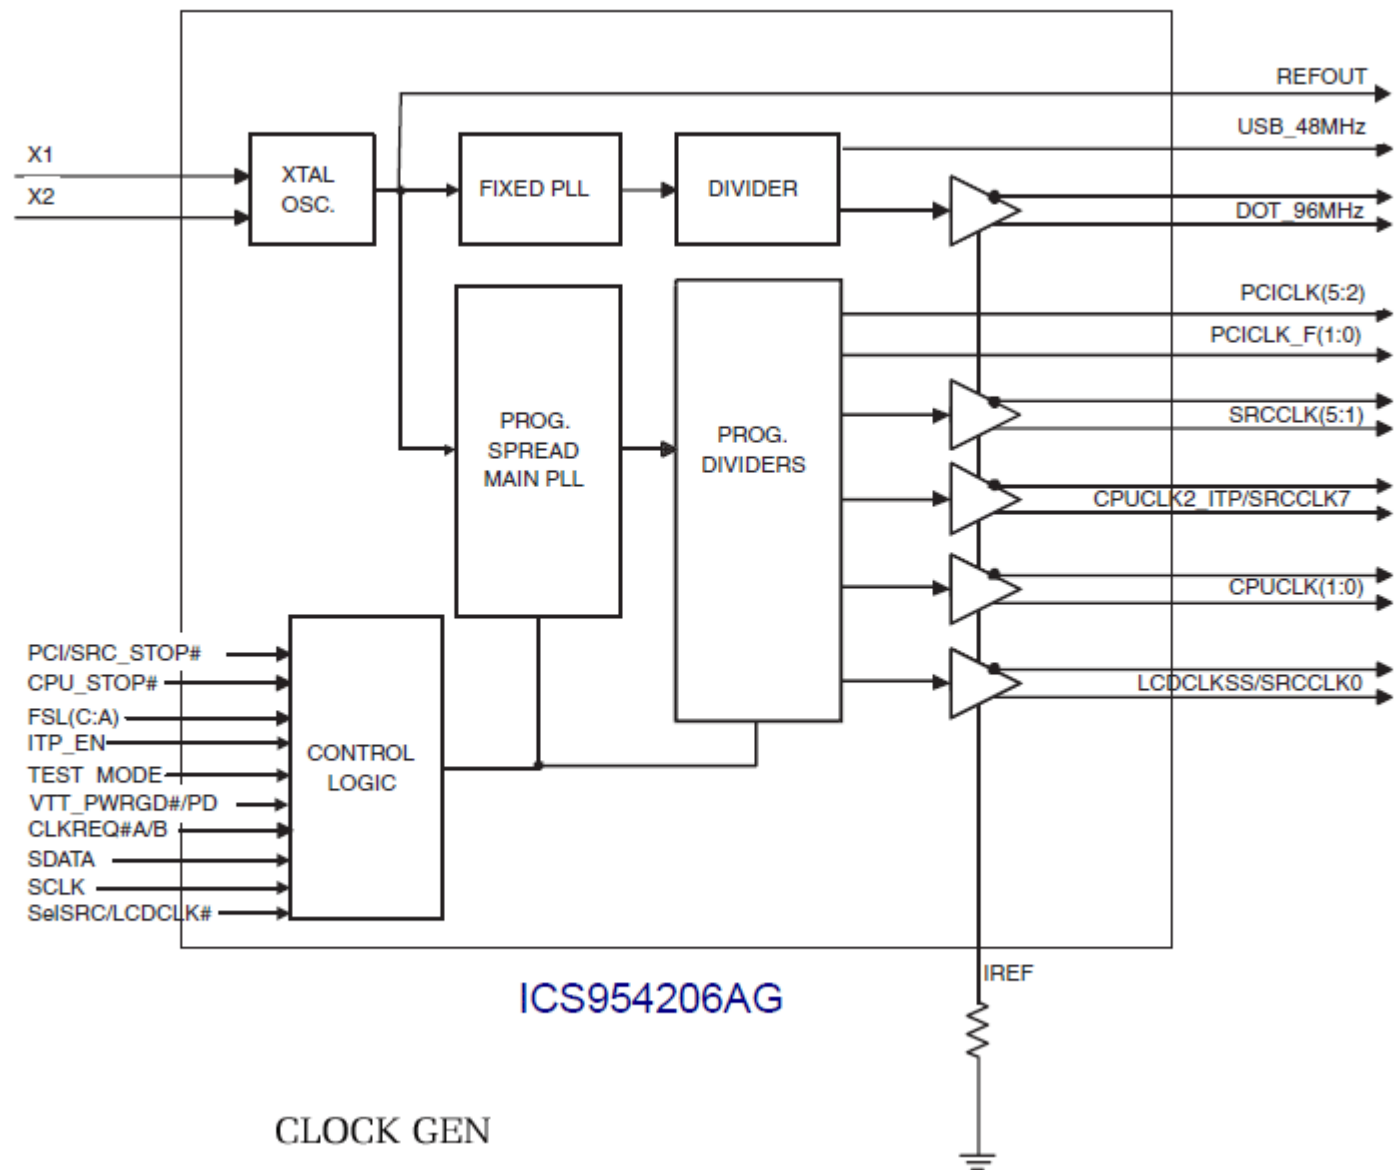 REFOUT
USB_48MHz
X1
XTAL
OSC.
FIXED PLL
DIVIDER
X2
DOT_96MHz
PCICLK(5:2)
PCICLK_F(1:0)
PROG.
SPREAD
MAIN PLL
PROG.
DIVIDERS
SRCCLK(5:1)
CPUCLK2_ITP/SRCCLK7
CPUCLK(1:0)
LCDCLKSS/SRCCLK0
PCI/SRC_STOP#
CPU_STOP#
FSL(C:A)
ITP_EN
TEST_MODE
VTT_PWRGD#/PD
CLKREQ#A/B
SDATA
SCLK
SelSRC/LCDCLK#
CONTROL
LOGIC
IREF
ICS954206AG
CLOCK GEN